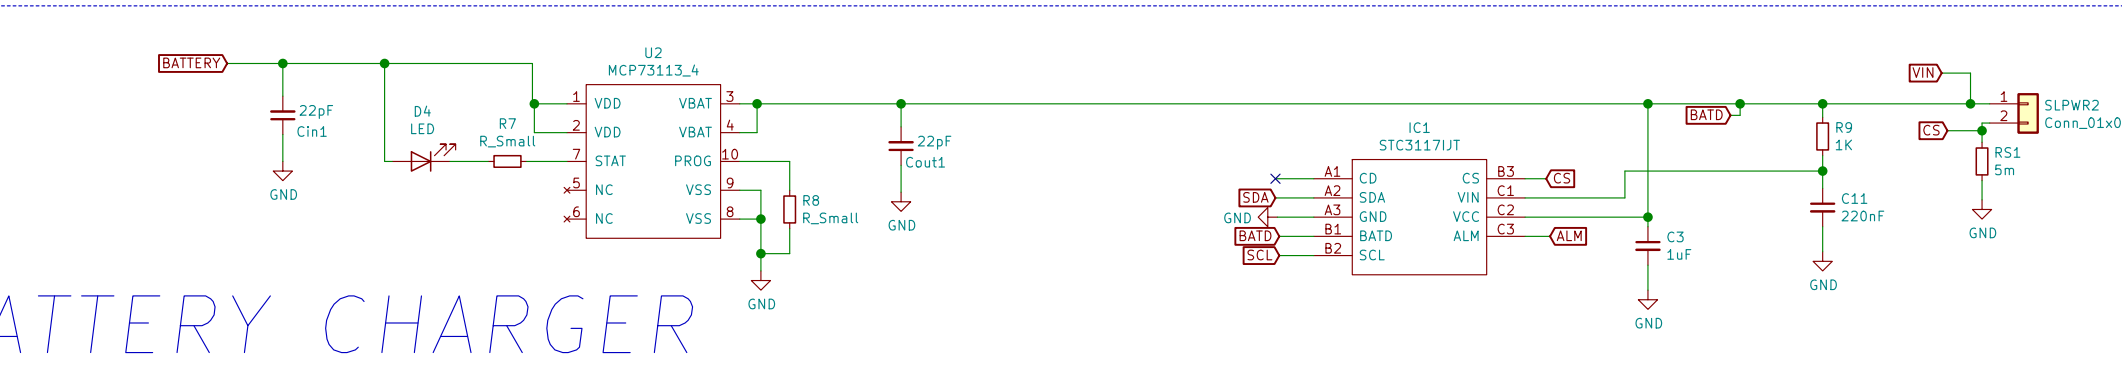 BATTERY
22pF
Cin1
GND
D4
LED
R7
R_Small
U2
MCP73113_4
1 VDD
2 VDD
7 STAT
5 NC
6 NC
VBAT 3
VBAT 4
PROG 10
VSS 9
VSS 8
R8
R_Small
GND
22pF
Cout1
GND
IC1
STC3117IJT
A1 CD
SDA A2 SDA
GND A3 GND
BATD B1 BATD
SCL B2 SCL
CS B3 CS
VIN C1
VCC C2
ALM C3 ALM
C3
1uF
GND
BATD
R9
1K
C11
220nF
GND
VIN
CS
1
2
SLPWR2
Conn_01x0
RS1
5m
GND
ATTERY CHARGER